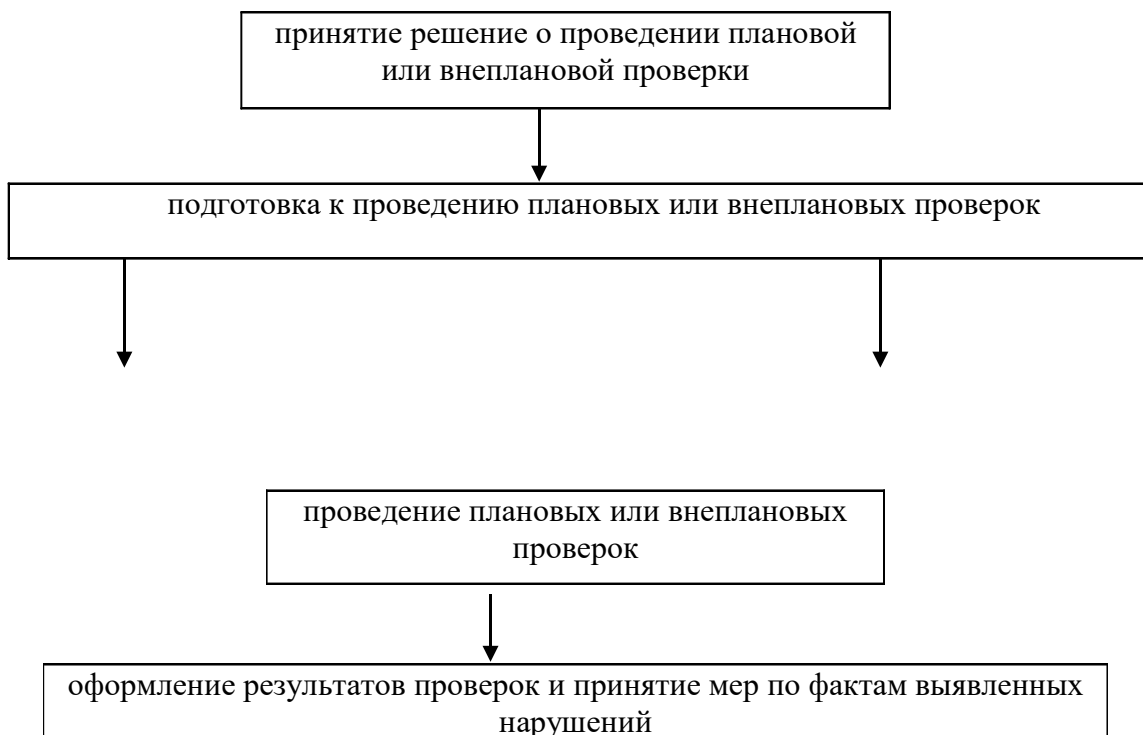 принятие решение о проведении плановой
или внеплановой проверки
подготовка к проведению плановых или внеплановых проверок
проведение плановых или внеплановых
проверок
оформление результатов проверок и принятие мер по фактам выявленных
нарушений